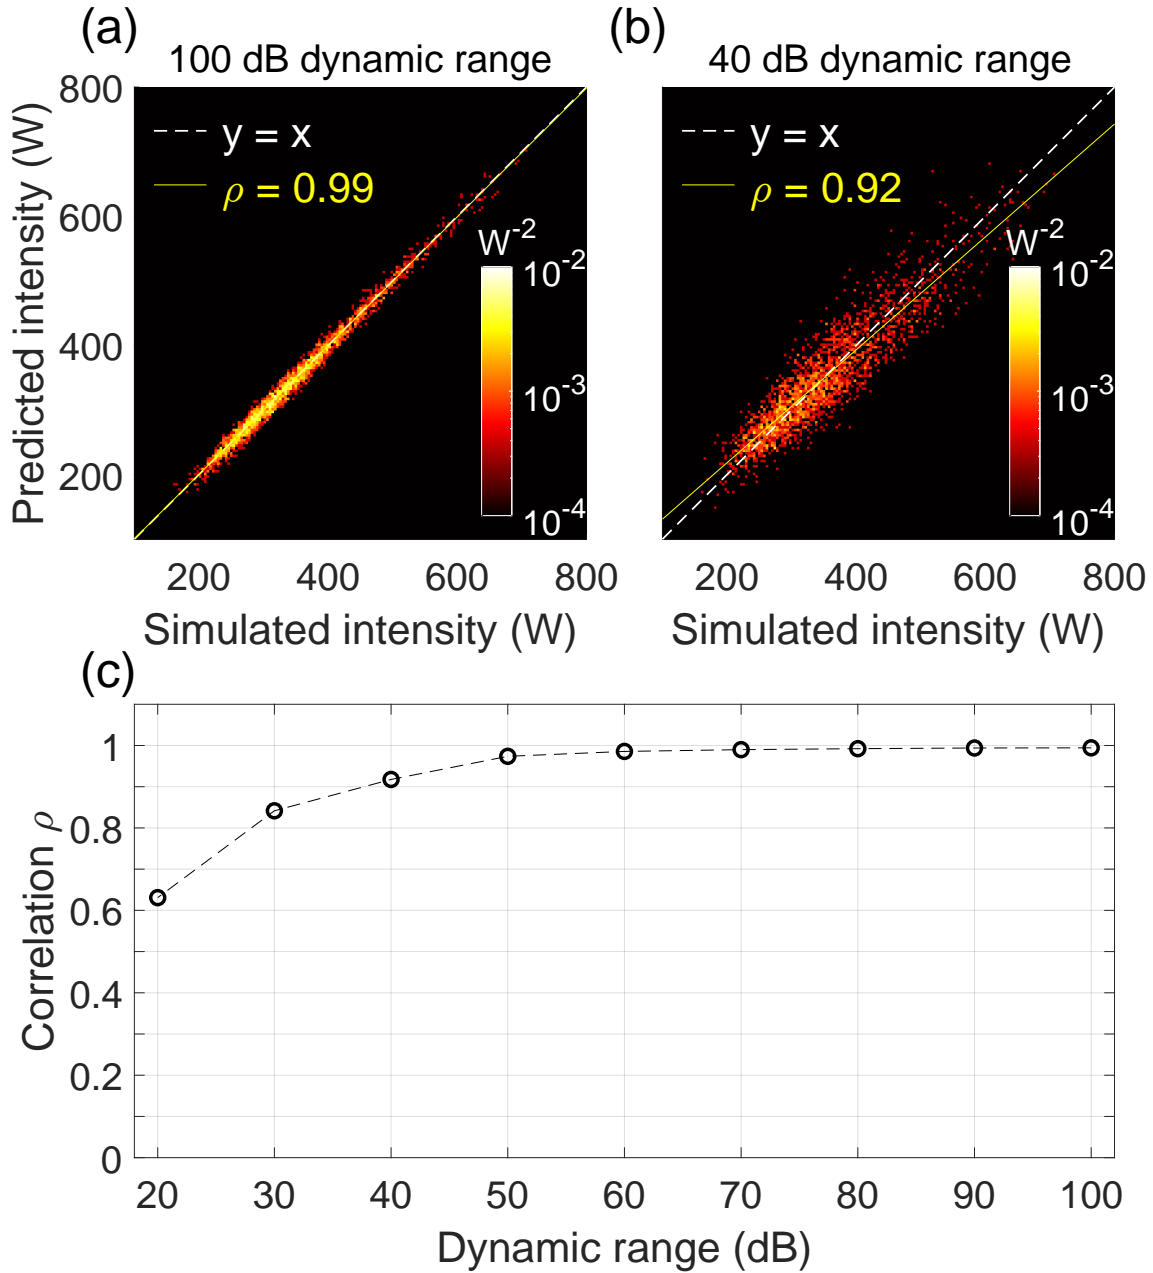 (a)
100 dB dynamic range
800
600
400
200
Predicted intensity (W)
y = x
ρ = 0.99
W⁻²
10⁻²
10⁻³
10⁻⁴
200 400 600 800
Simulated intensity (W)
(b)
40 dB dynamic range
y = x
ρ = 0.92
W⁻²
10⁻²
10⁻³
10⁻⁴
200 400 600 800
Simulated intensity (W)
(c)
1
0.8
0.6
0.4
0.2
0
Correlation ρ
20 30 40 50 60 70 80 90 100
Dynamic range (dB)